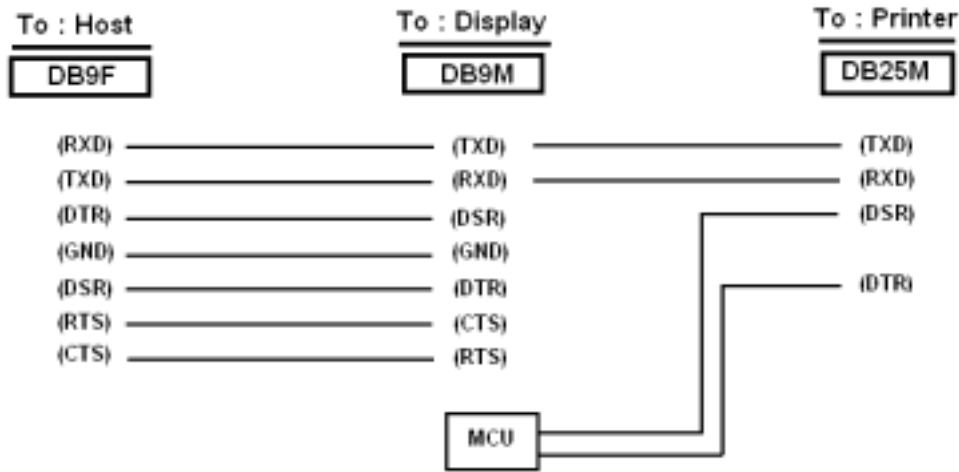 To : Host To : Display To : Printer
DB9F DB9M DB25M
(RXD) (TXD) (TXD)
(TXD) (RXD) (RXD)
(DTR) (DSR) (DSR)
(GND) (GND)
(DSR) (DTR) (DTR)
(RTS) (CTS)
(CTS) (RTS)
MCU